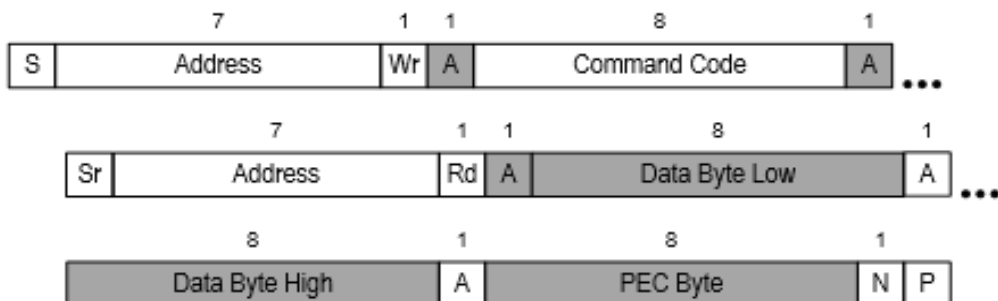 7 1 1 8 1
S Address Wr A Command Code A ...
7 1 1 8 1
Sr Address Rd A Data Byte Low A ...
8 1 8 1
Data Byte High A PEC Byte N P